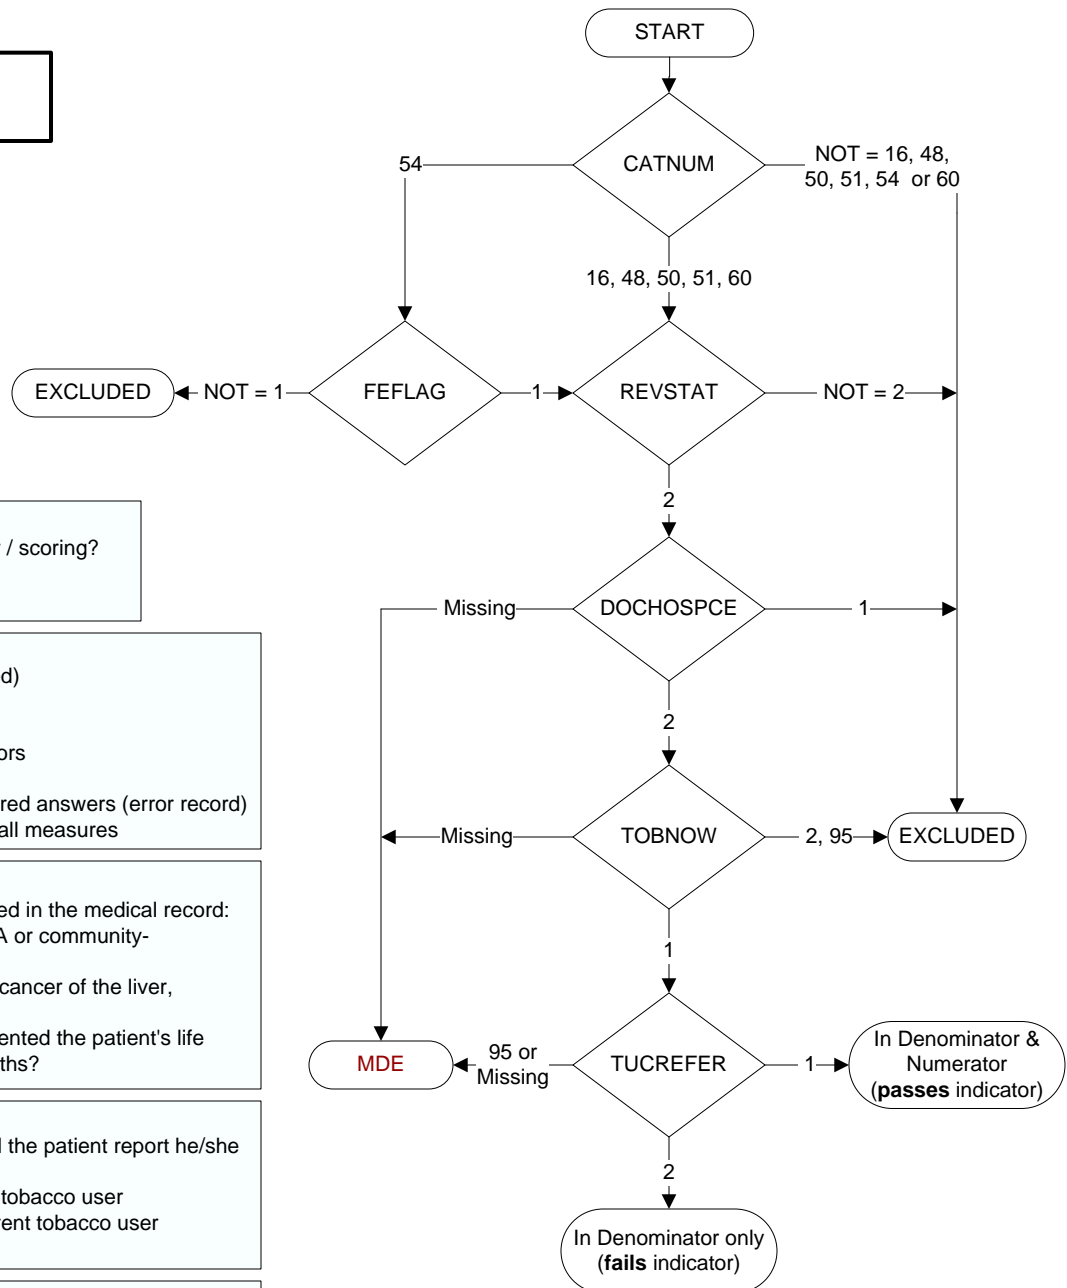 START
CATNUM
54
NOT = 16, 48,
50, 51, 54 or 60
16, 48, 50, 51, 60
EXCLUDED
NOT = 1
FEFLAG
1
REVSTAT
NOT = 2
2
/ scoring?
Missing
DOCHOSPCE
1
ed)
ors
red answers (error record)
all measures
2
Missing
TOBNOW
2, 95
EXCLUDED
ed in the medical record:
A or community-
cancer of the liver,
ented the patient's life
ths?
1
MDE
95 or
Missing
TUCREFER
1
In Denominator &
Numerator
(passes indicator)
the patient report he/she
tobacco user
ent tobacco user
2
In Denominator only
(fails indicator)